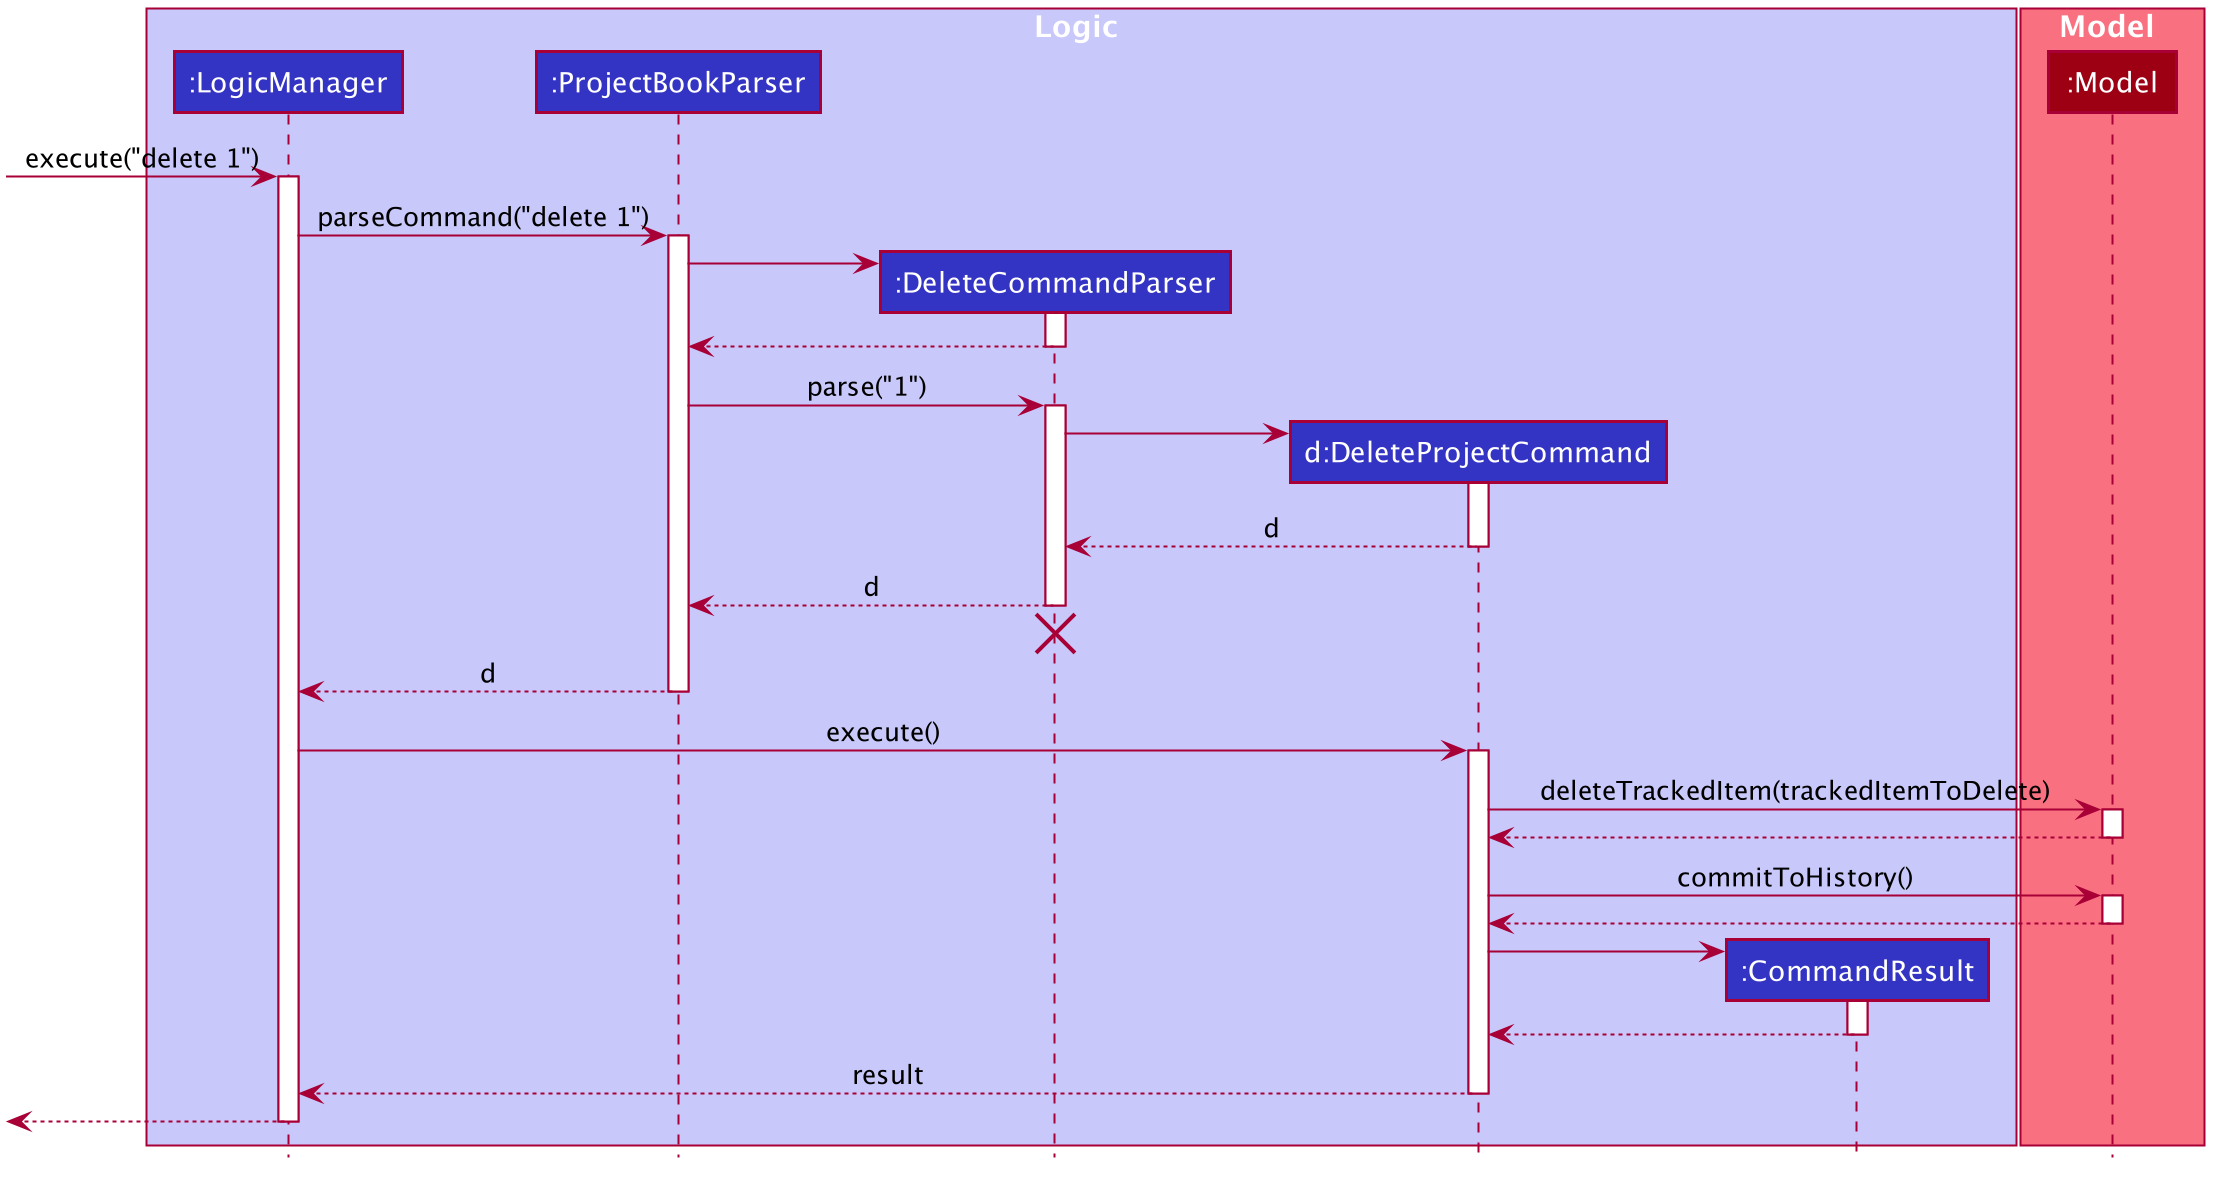 Logic
Model
:LogicManager
:ProjectBookParser
:Model
execute("delete 1")
parseCommand("delete 1")
:DeleteCommandParser
parse("1")
d:DeleteProjectCommand
d
d
d
execute()
deleteTrackedItem(trackedItemToDelete)
commitToHistory()
:CommandResult
result